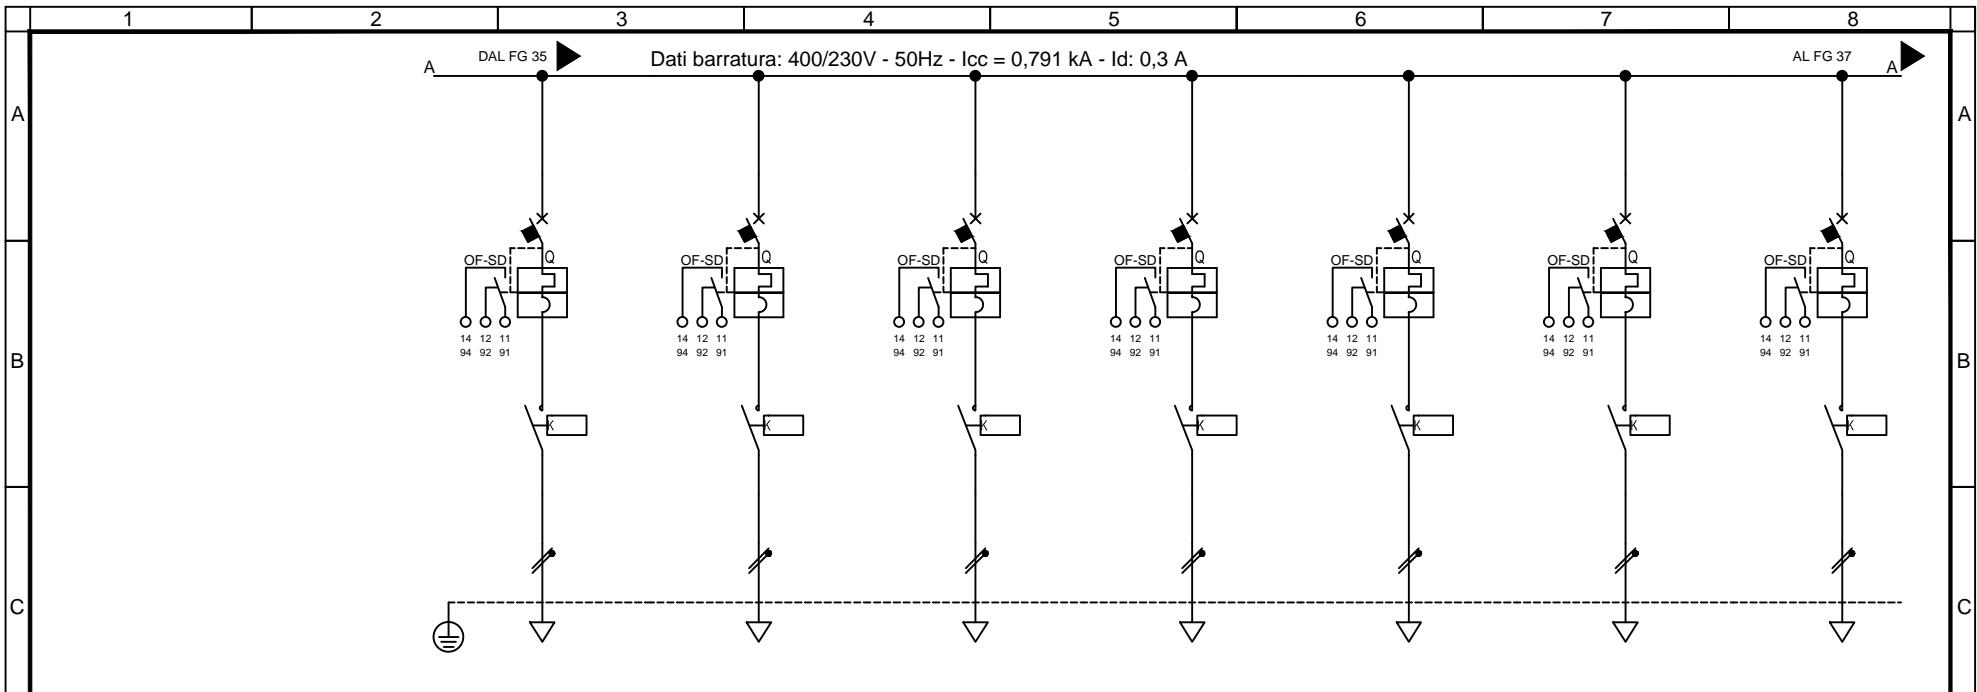 1 2 3 4 5 6 7 8
DAL FG 35 Dati barratura: 400/230V - 50Hz - Icc = 0,791 kA - Id: 0,3 A AL FG 37
A A
A A
Q Q Q Q Q Q Q
OF-SD OF-SD OF-SD OF-SD OF-SD OF-SD OF-SD
14 12 11 14 12 11 14 12 11 14 12 11 14 12 11 14 12 11 14 12 11
94 92 91 94 92 91 94 92 91 94 92 91 94 92 91 94 92 91 94 92 91
B B
K K K K K K K
C C